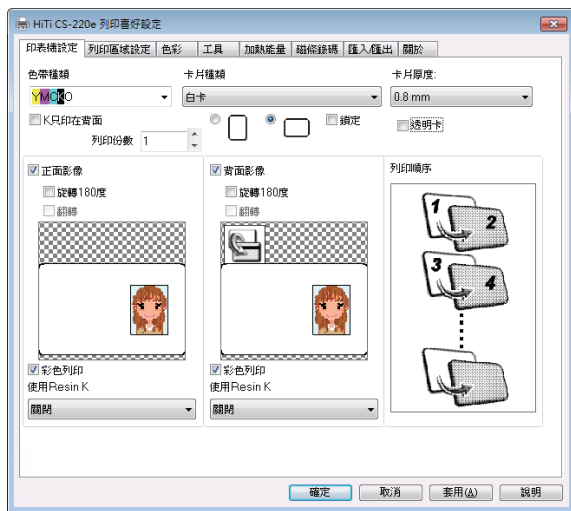 HiTi CS-220e 列印喜好設定
印表機設定 列印區域設定 色彩 工具 加熱能量 磁條錄碼 匯入/匯出 關於
色帶種類 卡片種類 卡片厚度:
YMCKO 白卡 0.8 mm
K只印在背面 鎖定 透明卡
列印份數 1
正面影像 背面影像 列印順序
旋轉180度 旋轉180度
翻轉 翻轉
1 2
3 4
彩色列印 彩色列印
使用Resin K 使用Resin K
關閉 關閉
確定 取消 套用(A) 說明